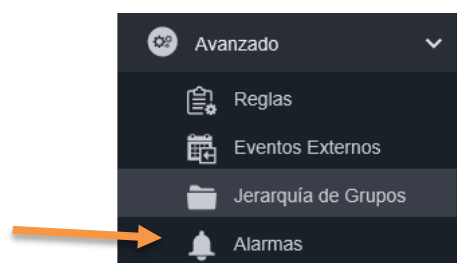 Avanzado
Reglas
Eventos Externos
Jerarquía de Grupos
Alarmas